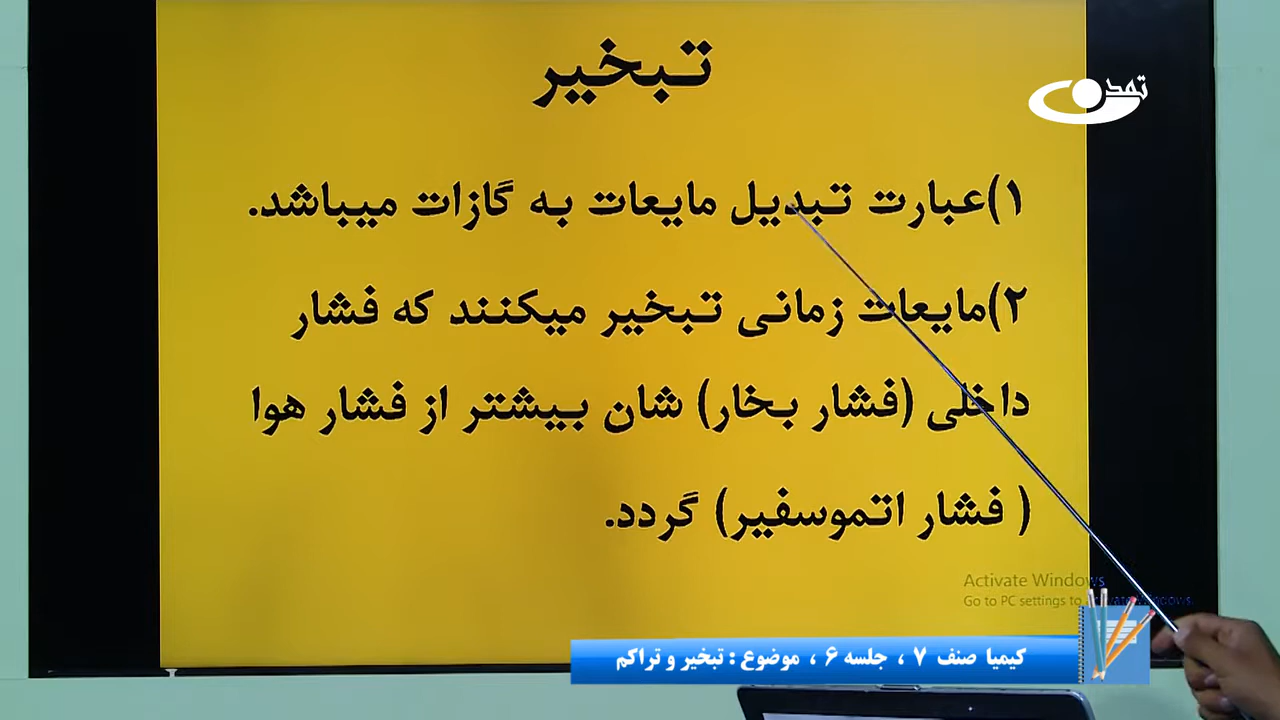 تبخیر
تمدن
۱)عبارت تبدیل مایعات به گازات میباشد.
۲)مایعات زمانی تبخیر میکنند که فشار
داخلی (فشار بخار) شان بیشتر از فشار هوا
( فشار اتموسفیر) گردد.
Activate Windows
Go to PC settings to activate Windows.
کیمیا صنف ۷ ، جلسه ۶ ، موضوع : تبخیر و تراکم